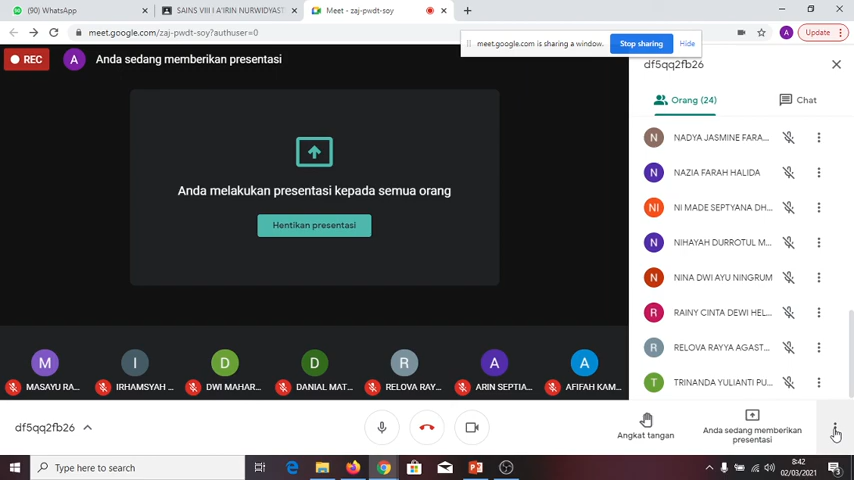 (90) WhatsApp
SAINS VIII I A'IRIN NURWIDYAST
Meet - zaj-pwdt-soy
meet.google.com/zaj-pwdt-soy?authuser=0
A
Update
meet.google.com is sharing a window.
Stop sharing
Hide
REC
A
Anda sedang memberikan presentasi
df5qq2fb26
Orang (24)
Chat
Anda melakukan presentasi kepada semua orang
Hentikan presentasi
N
NADYA JASMINE FARA...
N
NAZIA FARAH HALIDA
NI
NI MADE SEPTYANA DH...
N
NIHAYAH DURROTUL M...
N
NINA DWI AYU NINGRUM
R
RAINY CINTA DEWI HEL...
R
RELOVA RAYYA AGAST...
T
TRINANDA YULIANTI PU...
M
I
D
D
R
A
A
MASAYU RA...
IRHAMSYAH ...
DWI MAHAR...
DANIAL MAT...
RELOVA RAY...
ARIN SEPTIA...
AFIFAH KAM...
df5qq2fb26
Angkat tangan
Anda sedang memberikan
presentasi
Type here to search
8:42
02/03/2021
3